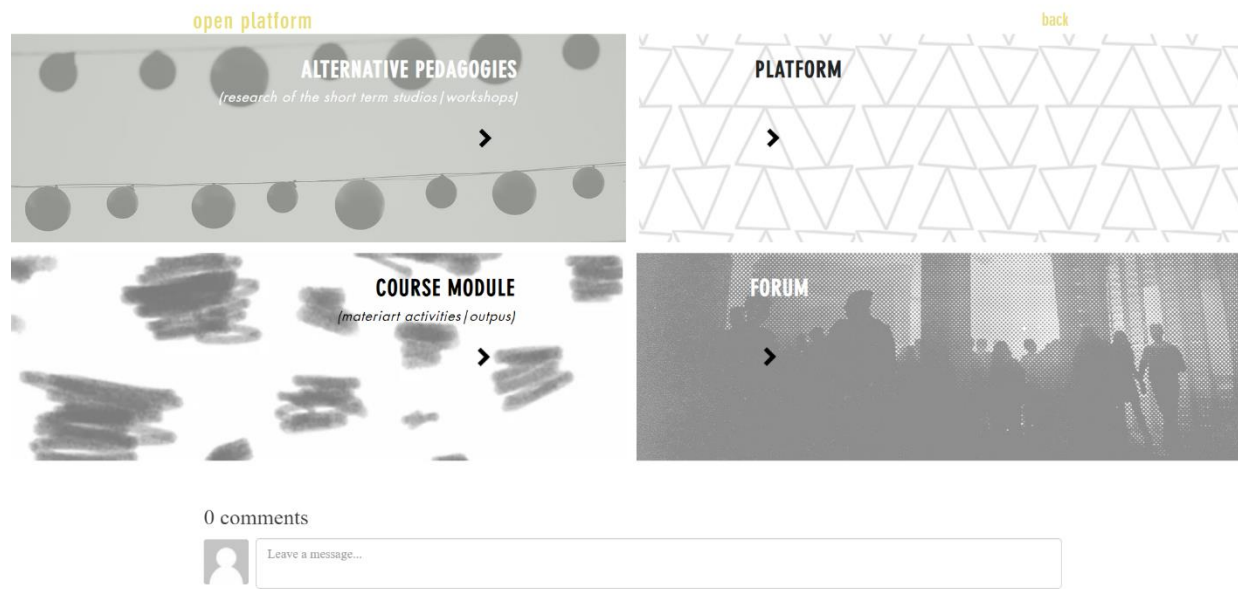 open platform
back
ALTERNATIVE PEDAGOGIES
(research of the short term studios|workshops)
PLATFORM
COURSE MODULE
(materiart activities|outpus)
FORUM
0 comments
Leave a message...